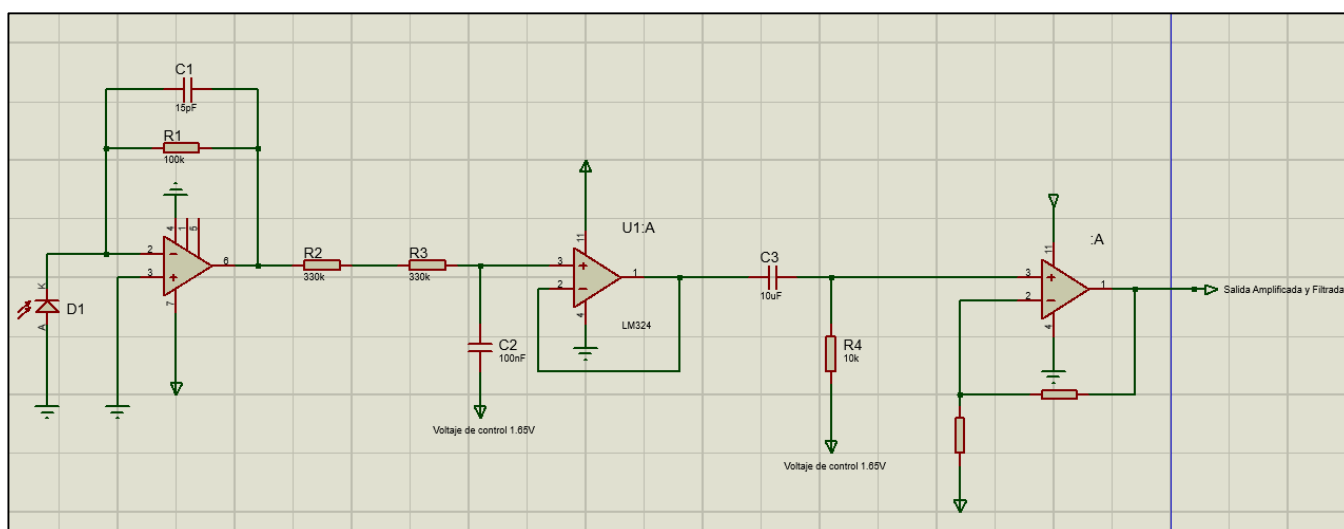 C1
15pF
R1
100k
4
1
5
2
3
6
7
K
A
D1
R2
330k
R3
330k
C2
100nF
Voltaje de control 1.65V
U1:A
11
3
2
1
4
LM324
C3
10uF
R4
10k
Voltaje de control 1.65V
:A
11
3
2
1
4
Salida Amplificada y Filtrada